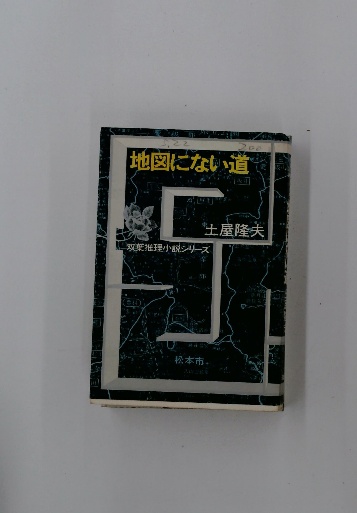 地図にない道
土屋隆夫
双葉推理小説シリーズ
松本市